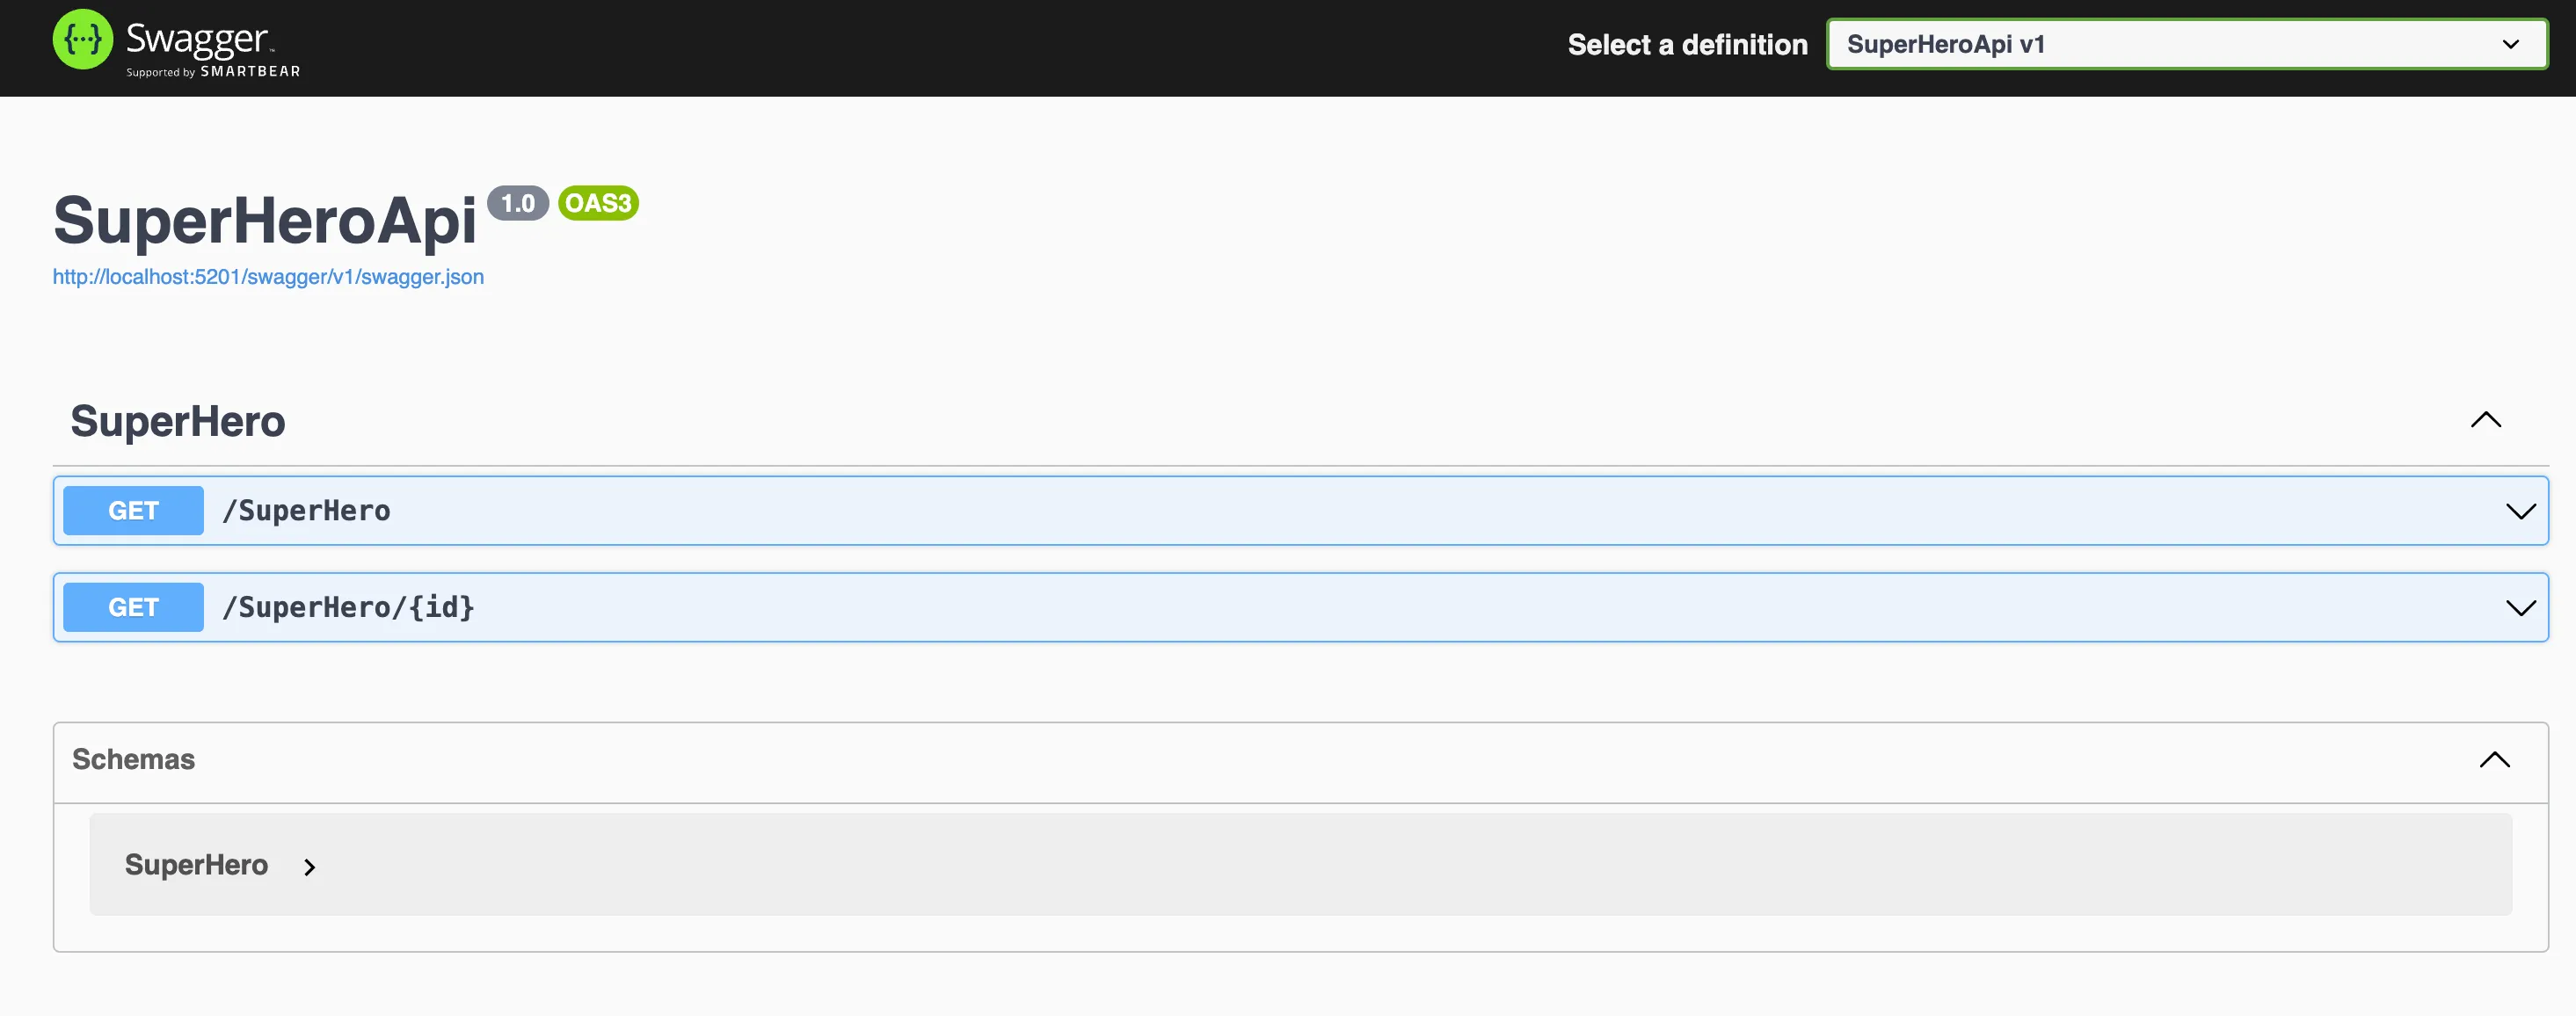 Swagger
Supported by SMARTBEAR
Select a definition
SuperHeroApi v1
SuperHeroApi 1.0 OAS3
http://localhost:5201/swagger/v1/swagger.json
SuperHero
GET /SuperHero
GET /SuperHero/{id}
Schemas
SuperHero